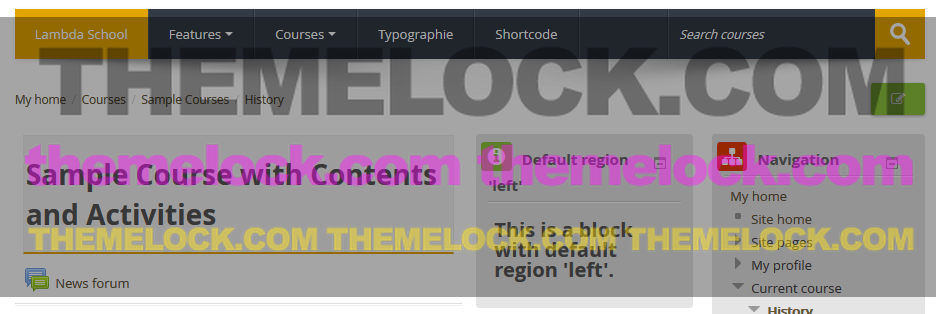 Lambda School Features Courses Typographie Shortcode Search courses
THEMELOCK.COM
My home / Courses / Sample Courses / History
themelock.com themelock.com
Sample Course with Contents
and Activities
THEMELOCK.COM THEMELOCK.COM THEMELOCK.COM
News forum
Default region
'left'
This is a block
with default
region 'left'.
Navigation
My home
Site home
Site pages
My profile
Current course
History